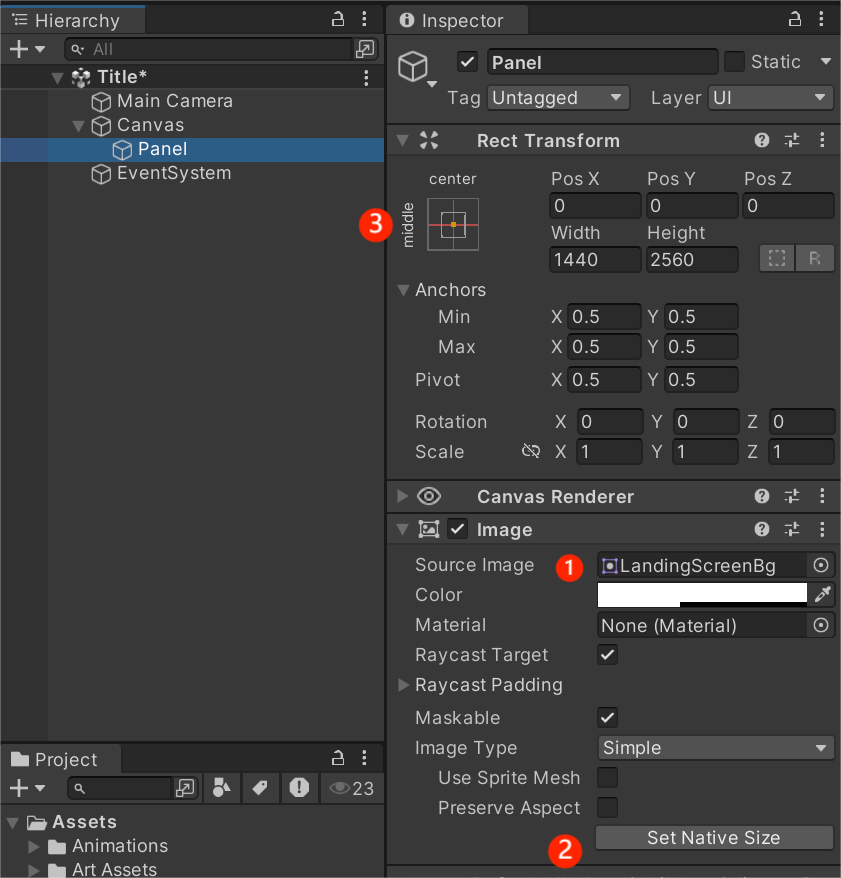 Hierarchy
All
Title*
Main Camera
Canvas
Panel
EventSystem
Project
23
Assets
Animations
Art Assets
Inspector
Panel
Static
Tag Untagged Layer UI
Rect Transform
center
middle
3
Pos X Pos Y Pos Z
0 0 0
Width Height
1440 2560
R
Anchors
Min X 0.5 Y 0.5
Max X 0.5 Y 0.5
Pivot X 0.5 Y 0.5
Rotation X 0 Y 0 Z 0
Scale X 1 Y 1 Z 1
Canvas Renderer
Image
Source Image 1 LandingScreenBg
Color
Material None (Material)
Raycast Target
Raycast Padding
Maskable
Image Type Simple
Use Sprite Mesh
Preserve Aspect
2 Set Native Size